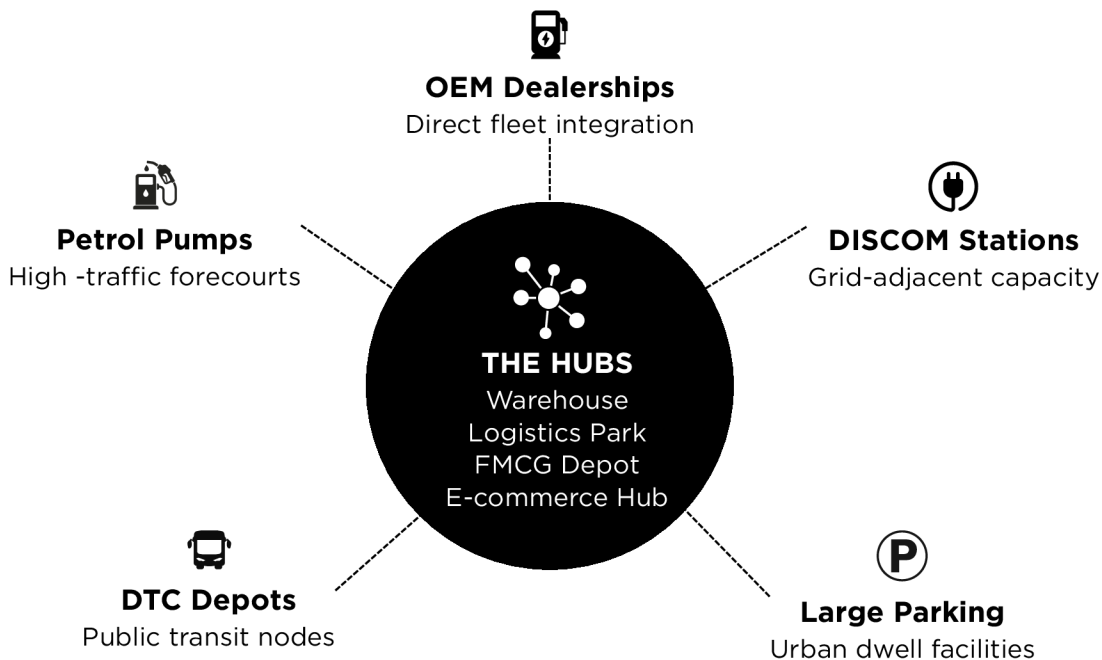 OEM Dealerships
Direct fleet integration
Petrol Pumps
High -traffic forecourts
DISCOM Stations
Grid-adjacent capacity
THE HUBS
Warehouse
Logistics Park
FMCG Depot
E-commerce Hub
DTC Depots
Public transit nodes
P
Large Parking
Urban dwell facilities